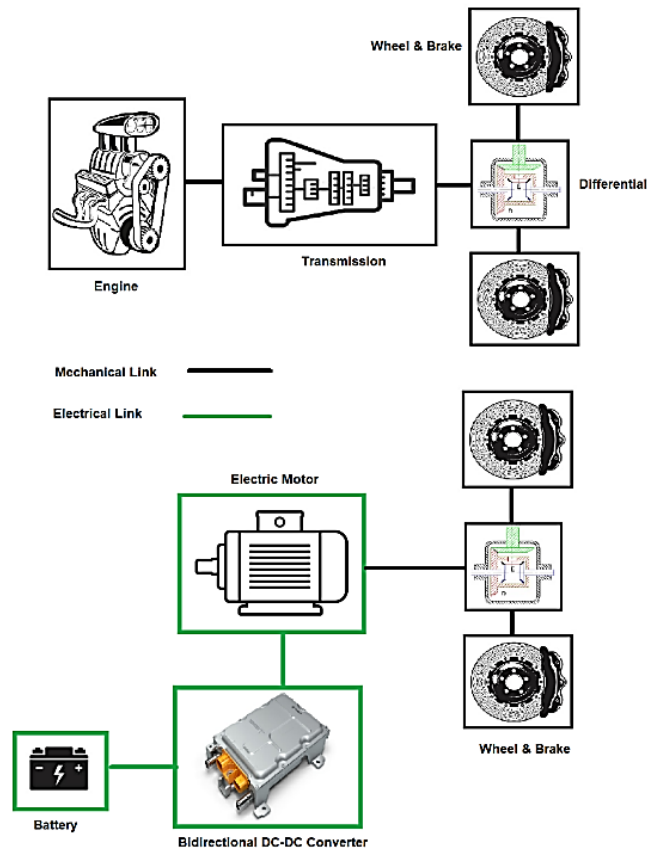 Wheel & Brake
Differential
Transmission
Engine
Mechanical Link
Electrical Link
Electric Motor
Wheel & Brake
Battery
Bidirectional DC-DC Converter